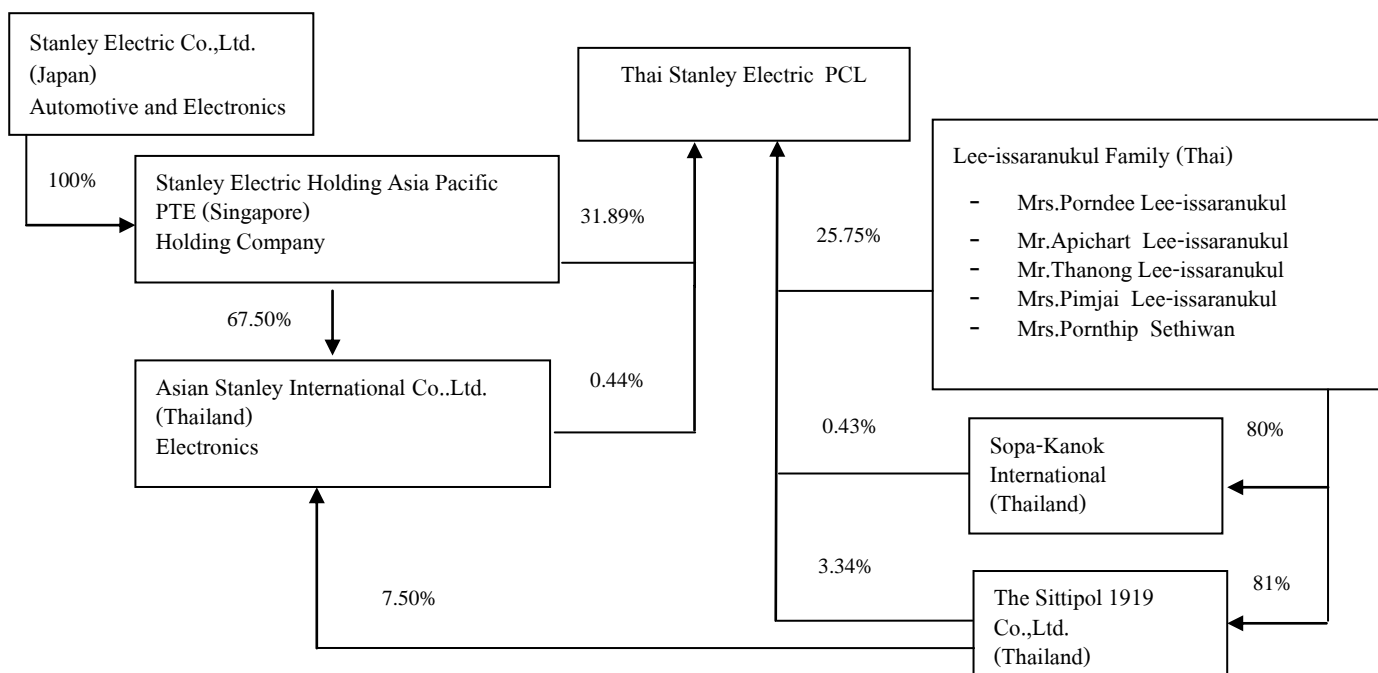 Stanley Electric Co.,Ltd.
(Japan)
Automotive and Electronics
Thai Stanley Electric PCL
100%
Stanley Electric Holding Asia Pacific
PTE (Singapore)
Holding Company
31.89%
25.75%
Lee-issaranukul Family (Thai)
- Mrs.Porndee Lee-issaranukul
- Mr.Apichart Lee-issaranukul
- Mr.Thanong Lee-issaranukul
- Mrs.Pimjai Lee-issaranukul
- Mrs.Pornthip Sethiwan
67.50%
Asian Stanley International Co..Ltd.
(Thailand)
Electronics
0.44%
0.43%
Sopa-Kanok
International
(Thailand)
80%
7.50%
3.34%
The Sittipol 1919
Co.,Ltd.
(Thailand)
81%